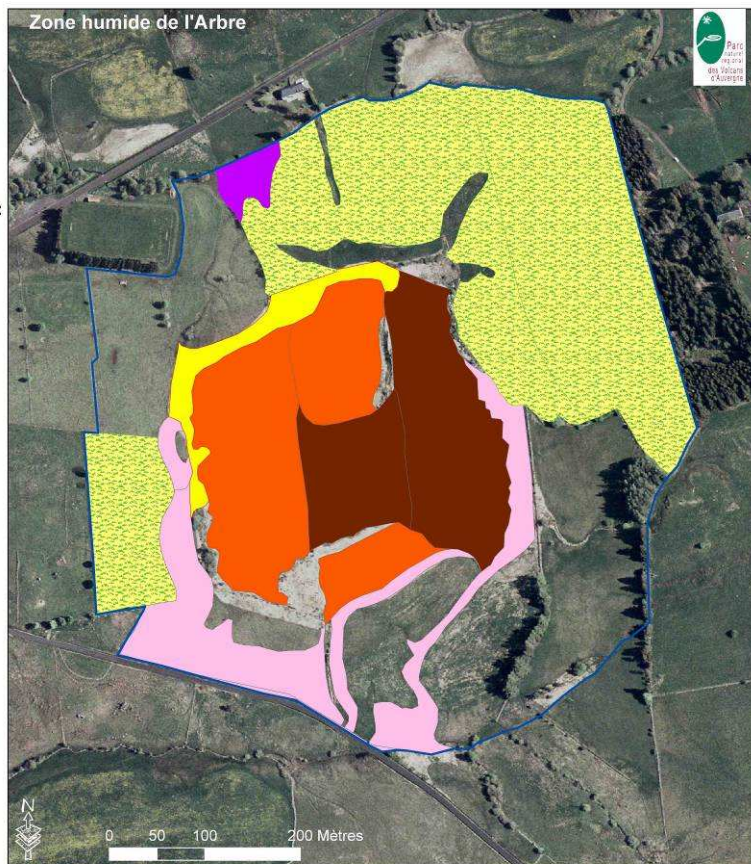 Zone humide de l'Arbre
Parc
naturel
régional
des Volcans
d'Auvergne
N
0 50 100 200 Mètres